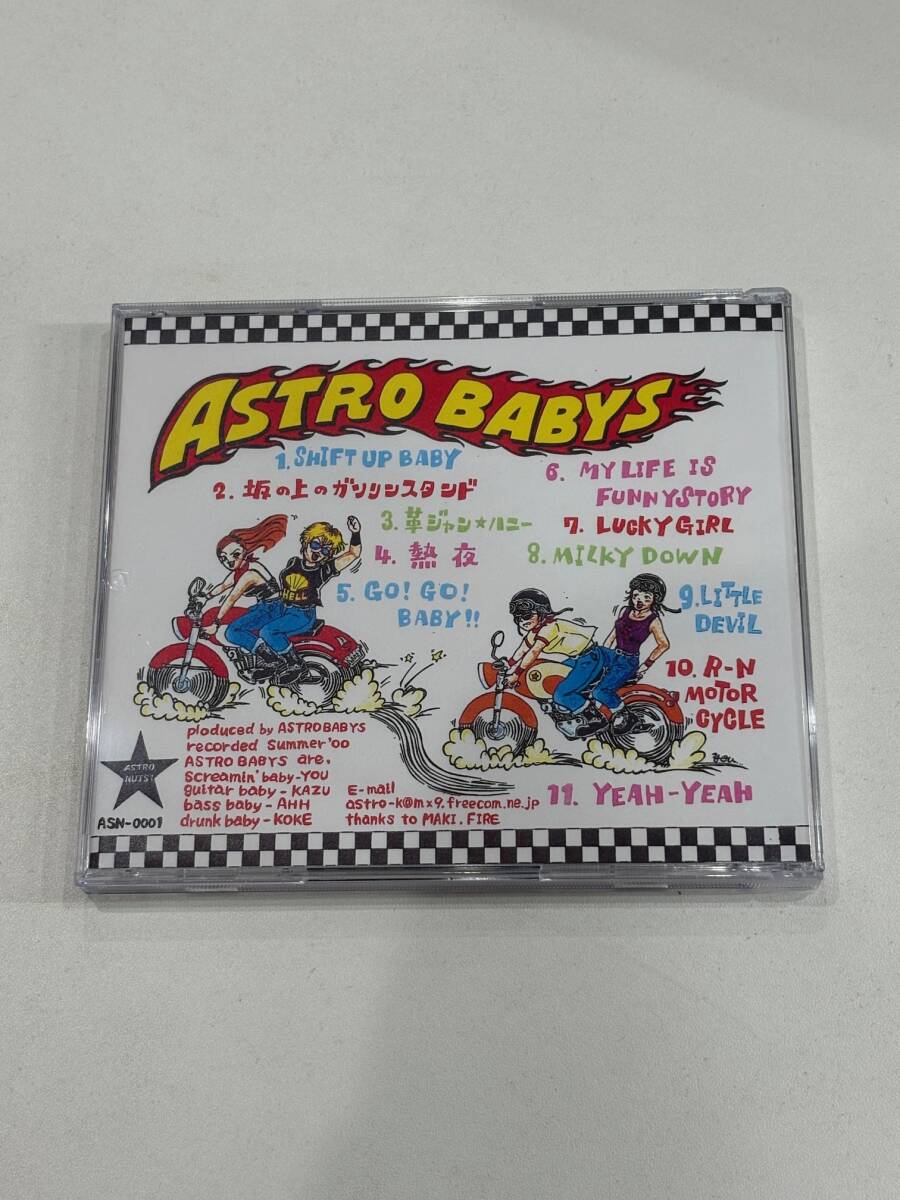 ASTRO BABYS
1. SHIFT UP BABY
2. 坂の上のガソリンスタンド
3. 革ジャン★ハニー
4. 熱夜
5. GO! GO!
BABY!!
6. MY LIFE IS
FUNNYSTORY
7. LUCKY GIRL
8. MILKY DOWN
9. LITTLE
DEVIL
10. R-N
MOTOR
CYCLE
11. YEAH-YEAH
HELL
ploduced by ASTROBABYS
recorded Summer '00
ASTRO BABYS are,
Screamin' baby-YOU
guitar baby-KAZU
bass baby-AHH
drunk baby-KOKE
E-mail
astro-k@mx9.freecom.ne.jp
thanks to MAKI.FIRE
ASTRO
NUTS!
ASN-0001